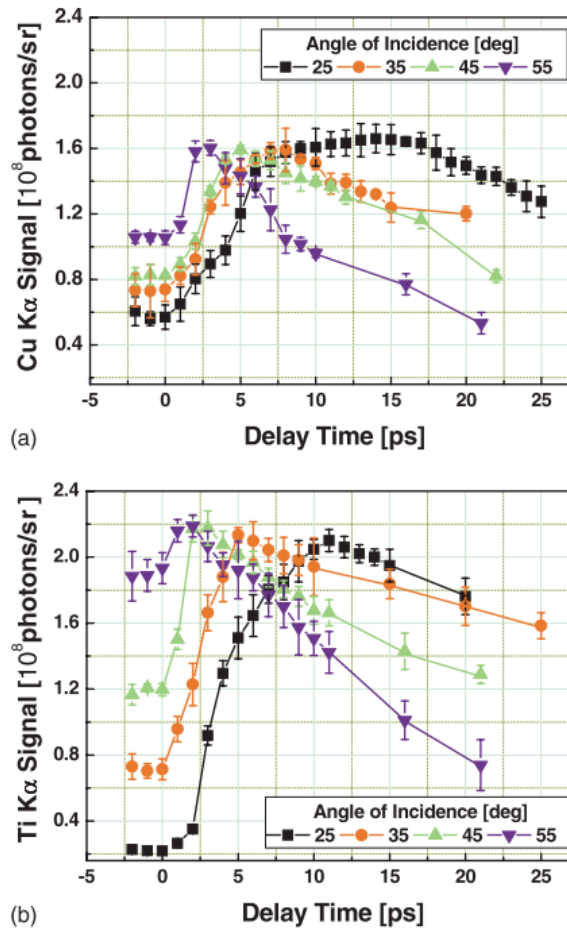 2.4
Angle of Incidence [deg]
25 35 45 55
2.0
1.6
1.2
0.8
0.4
Cu Kα Signal [10⁸photons/sr]
-5 0 5 10 15 20 25
(a) Delay Time [ps]
2.4
2.0
1.6
1.2
0.8
0.4
Ti Kα Signal [10⁸photons/sr]
Angle of Incidence [deg]
25 35 45 55
-5 0 5 10 15 20 25
(b) Delay Time [ps]